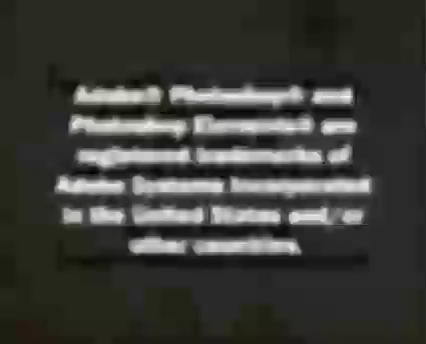 Adobe® Photoshop® and
Photoshop Elements® are
registered trademarks of
Adobe Systems Incorporated
in the United States and/or
other countries.